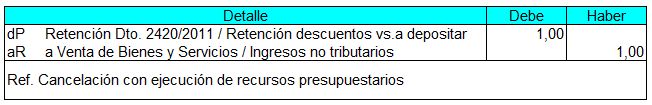 Detalle Debe Haber
dP Retención Dto. 2420/2011 / Retención descuentos vs.a depositar 1,00
aR a Venta de Bienes y Servicios / Ingresos no tributarios 1,00
Ref. Cancelación con ejecución de recursos presupuestarios